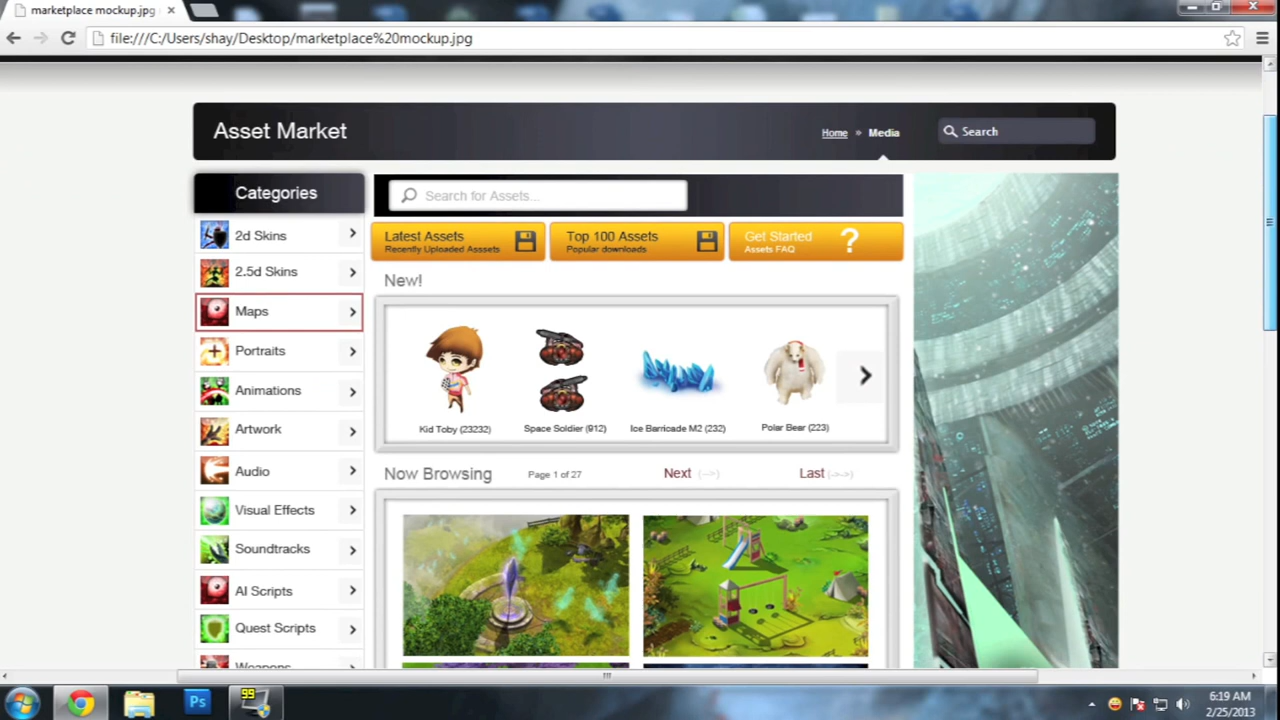 marketplace mockup.jpg
file:///C:/Users/shay/Desktop/marketplace%20mockup.jpg
Asset Market
Home » Media
Search
Categories
2d Skins
2.5d Skins
Maps
Portraits
Animations
Artwork
Audio
Visual Effects
Soundtracks
AI Scripts
Quest Scripts
Weapons
Search for Assets...
Latest Assets
Recently Uploaded Asssets
Top 100 Assets
Popular downloads
Get Started
Assets FAQ
?
New!
Kid Toby (23232)
Space Soldier (912)
Ice Barricade M2 (232)
Polar Bear (223)
Now Browsing
Page 1 of 27
Next (-->)
Last (->->)
Ps
99
6:19 AM
2/25/2013